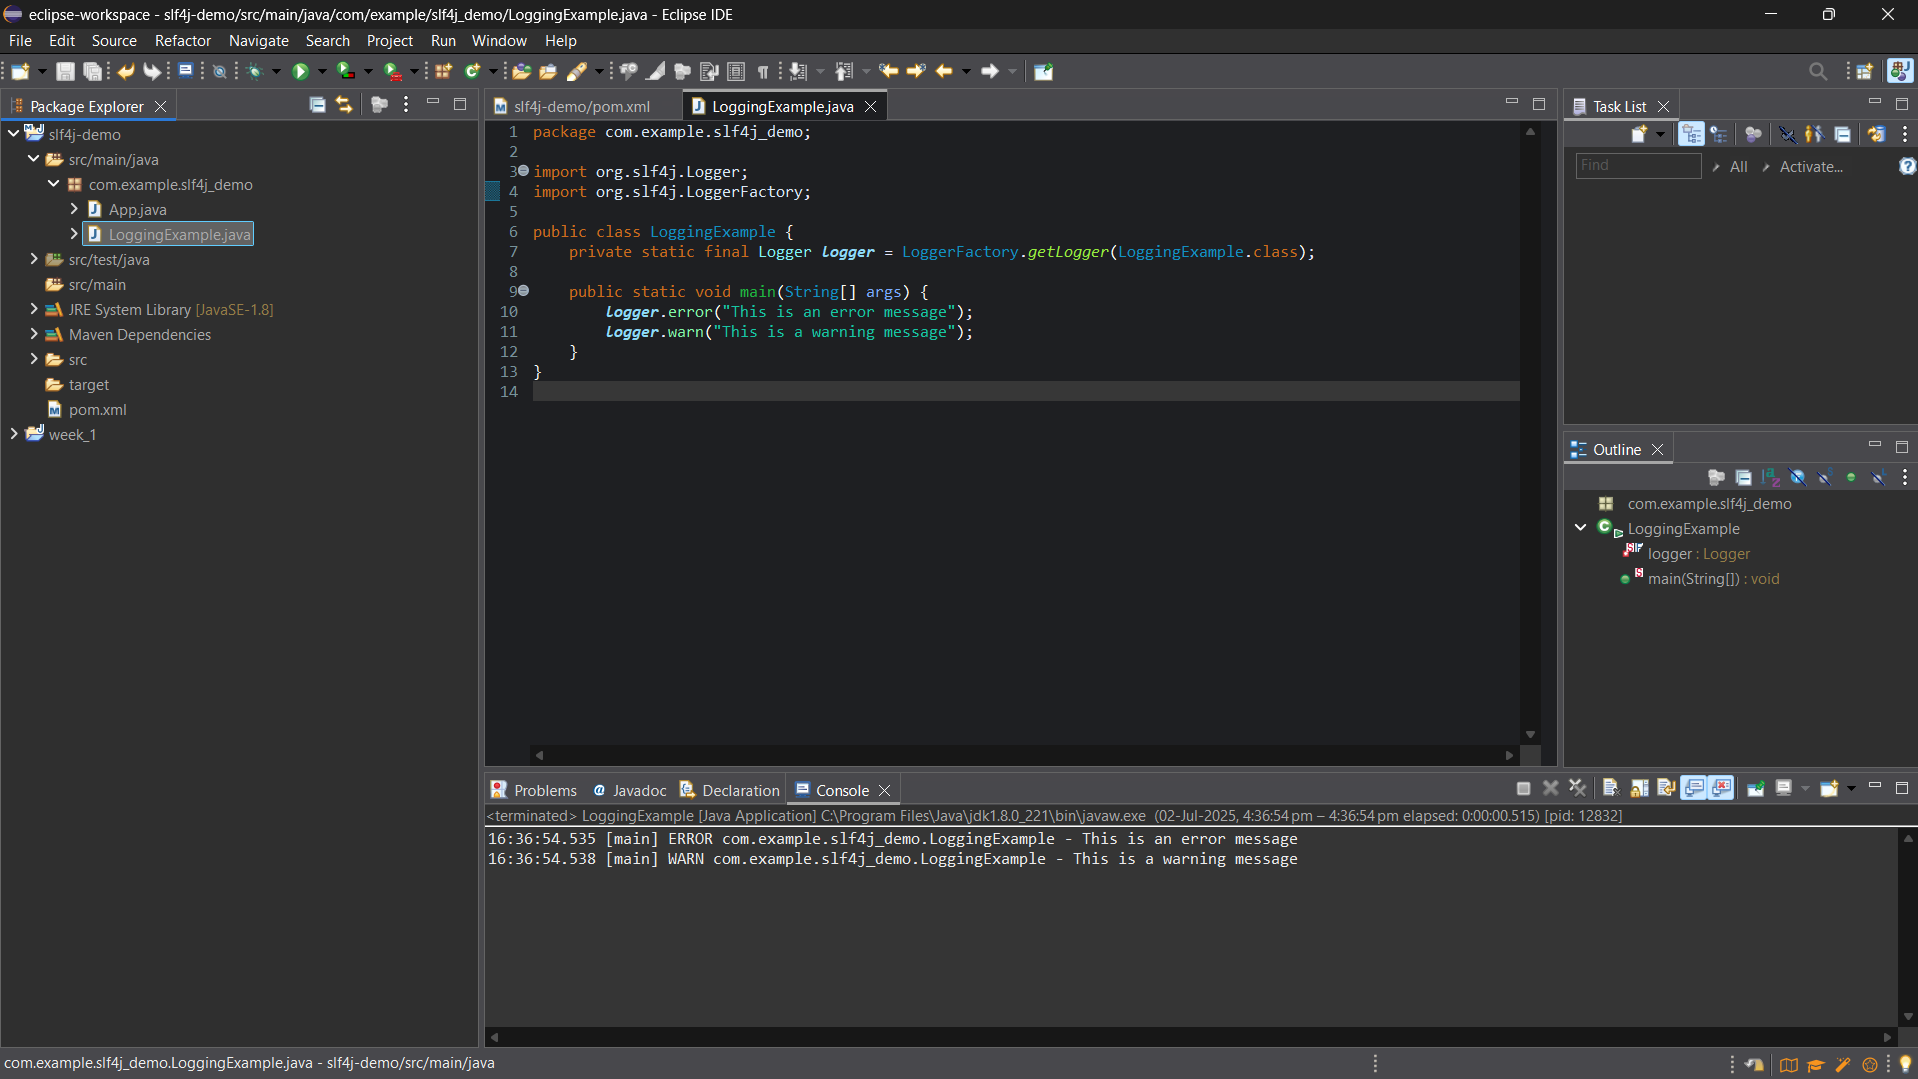 eclipse-workspace - slf4j-demo/src/main/java/com/example/slf4j_demo/LoggingExample.java - Eclipse IDE
File Edit Source Refactor Navigate Search Project Run Window Help
Package Explorer
slf4j-demo
src/main/java
com.example.slf4j_demo
App.java
LoggingExample.java
src/test/java
src/main
JRE System Library [JavaSE-1.8]
Maven Dependencies
src
target
pom.xml
week_1
slf4j-demo/pom.xml LoggingExample.java
1 package com.example.slf4j_demo;
2
3 import org.slf4j.Logger;
4 import org.slf4j.LoggerFactory;
5
6 public class LoggingExample {
7 private static final Logger logger = LoggerFactory.getLogger(LoggingExample.class);
8
9 public static void main(String[] args) {
10 logger.error("This is an error message");
11 logger.warn("This is a warning message");
12 }
13 }
14
Task List
Find All Activate...
Outline
com.example.slf4j_demo
LoggingExample
logger : Logger
main(String[]) : void
Problems Javadoc Declaration Console
<terminated> LoggingExample [Java Application] C:\Program Files\Java\jdk1.8.0_221\bin\javaw.exe (02-Jul-2025, 4:36:54 pm – 4:36:54 pm elapsed: 0:00:00.515) [pid: 12832]
16:36:54.535 [main] ERROR com.example.slf4j_demo.LoggingExample - This is an error message
16:36:54.538 [main] WARN com.example.slf4j_demo.LoggingExample - This is a warning message
com.example.slf4j_demo.LoggingExample.java - slf4j-demo/src/main/java